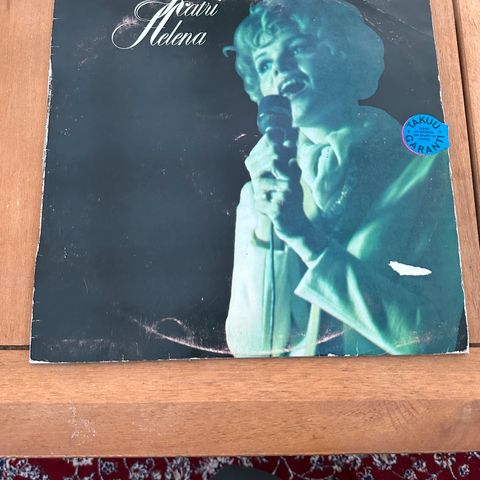 Katri
Helena
TAKUU
GARANTI